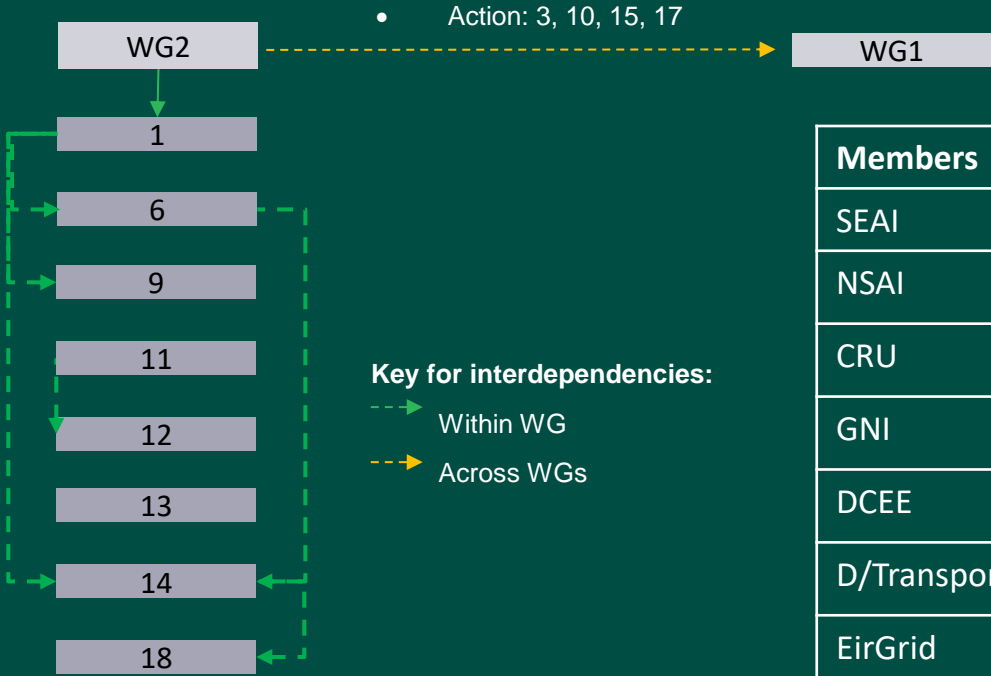 • Action: 3, 10, 15, 17
WG2
WG1
1
6
9
11
12
13
14
18
Key for interdependencies:
Within WG
Across WGs
Members
SEAI
NSAI
CRU
GNI
DCEE
D/Transpor
EirGrid